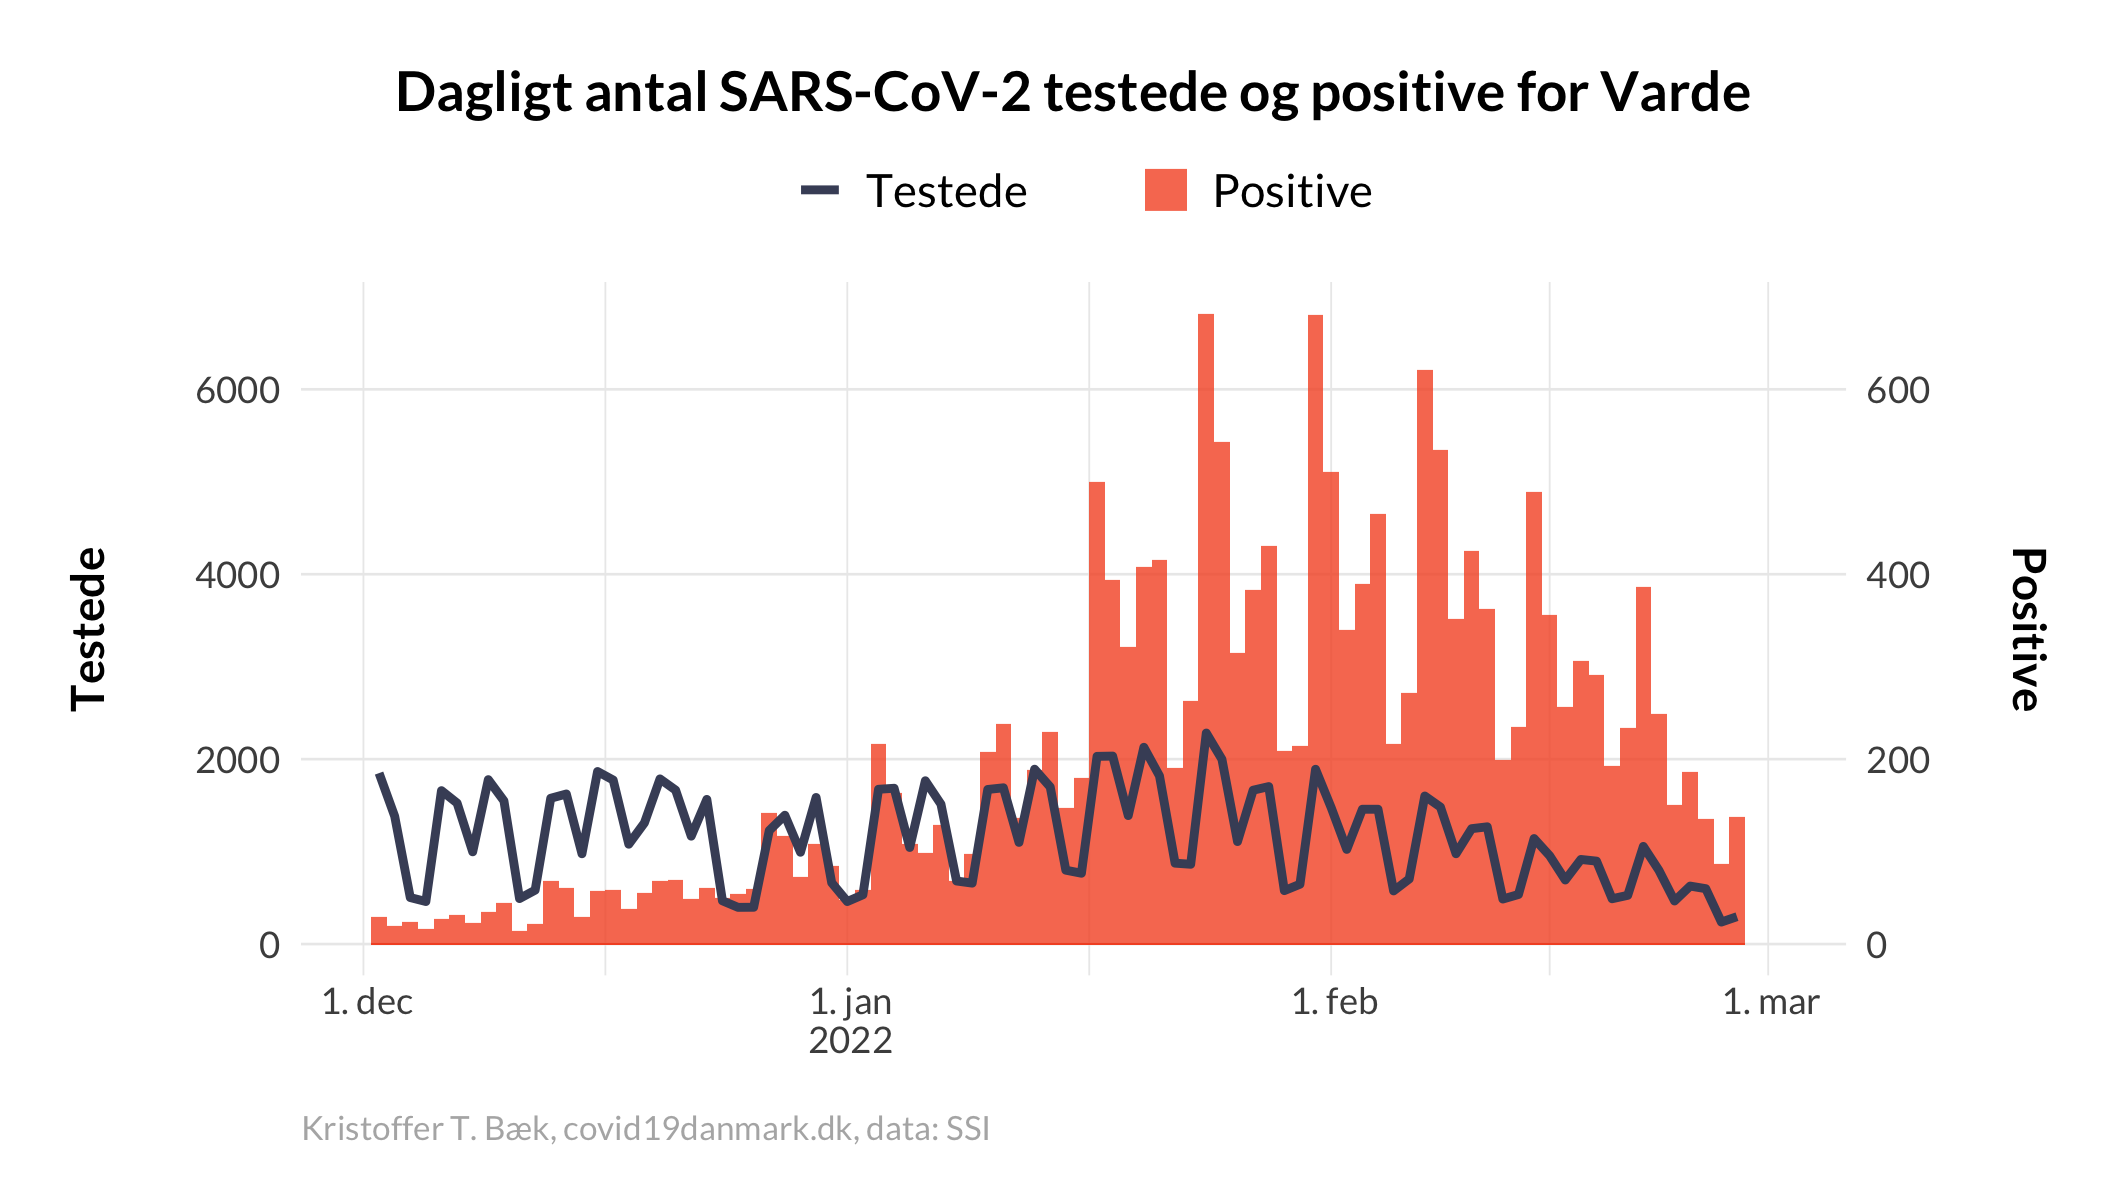 Dagligt antal SARS-CoV-2 testede og positive for Varde
Testede
Positive
6000
4000
2000
0
600
400
200
0
Testede
Positive
1. dec
1. jan
2022
1. feb
1. mar
Kristoffer T. Bæk, covid19danmark.dk, data: SSI